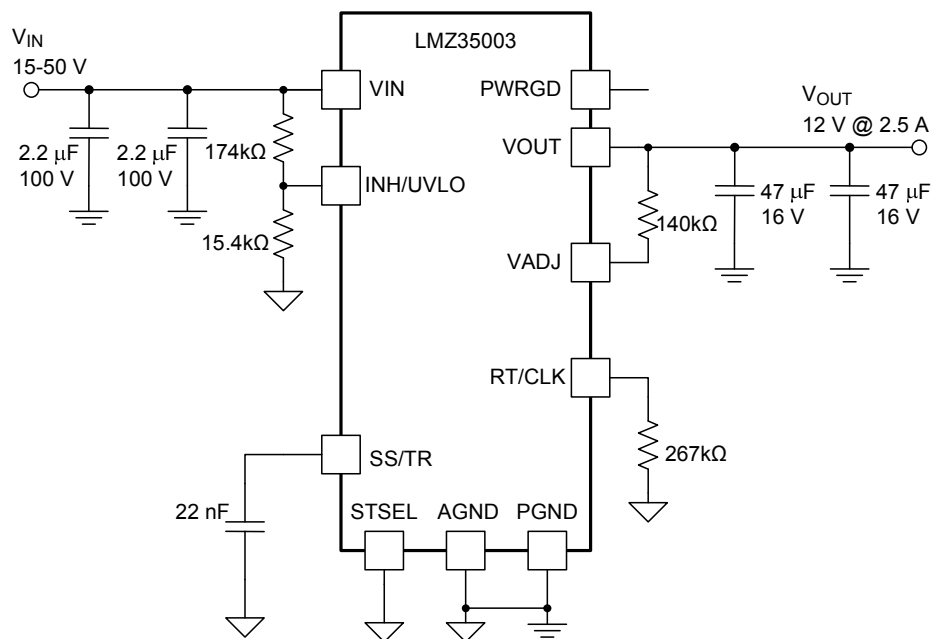 LMZ35003
VIN
15-50 V
VIN
PWRGD
VOUT
12 V @ 2.5 A
VOUT
2.2 μF
100 V
2.2 μF
100 V
174kΩ
INH/UVLO
15.4kΩ
140kΩ
47 μF
16 V
47 μF
16 V
VADJ
RT/CLK
267kΩ
SS/TR
22 nF
STSEL
AGND
PGND